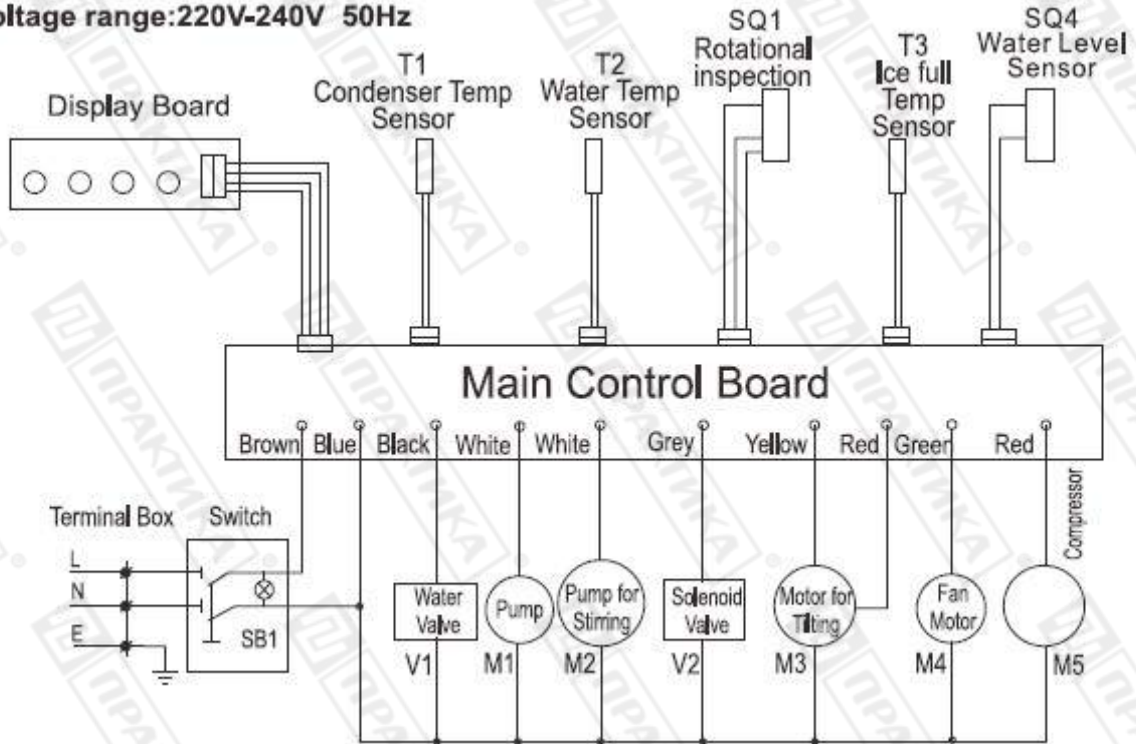 oltage range:220V-240V 50Hz
Display Board
T1
Condenser Temp
Sensor
T2
Water Temp
Sensor
SQ1
Rotational
inspection
T3
Ice full
Temp
Sensor
SQ4
Water Level
Sensor
Main Control Board
Brown Blue Black White White Grey Yellow Red Green Red
Terminal Box Switch
L
N
E
SB1
Water
Valve
V1
Pump
M1
Pump for
Stirring
M2
Solenoid
Valve
V2
Motor for
Tilting
M3
Fan
Motor
M4
Compressor
M5
ПРАКТИКА